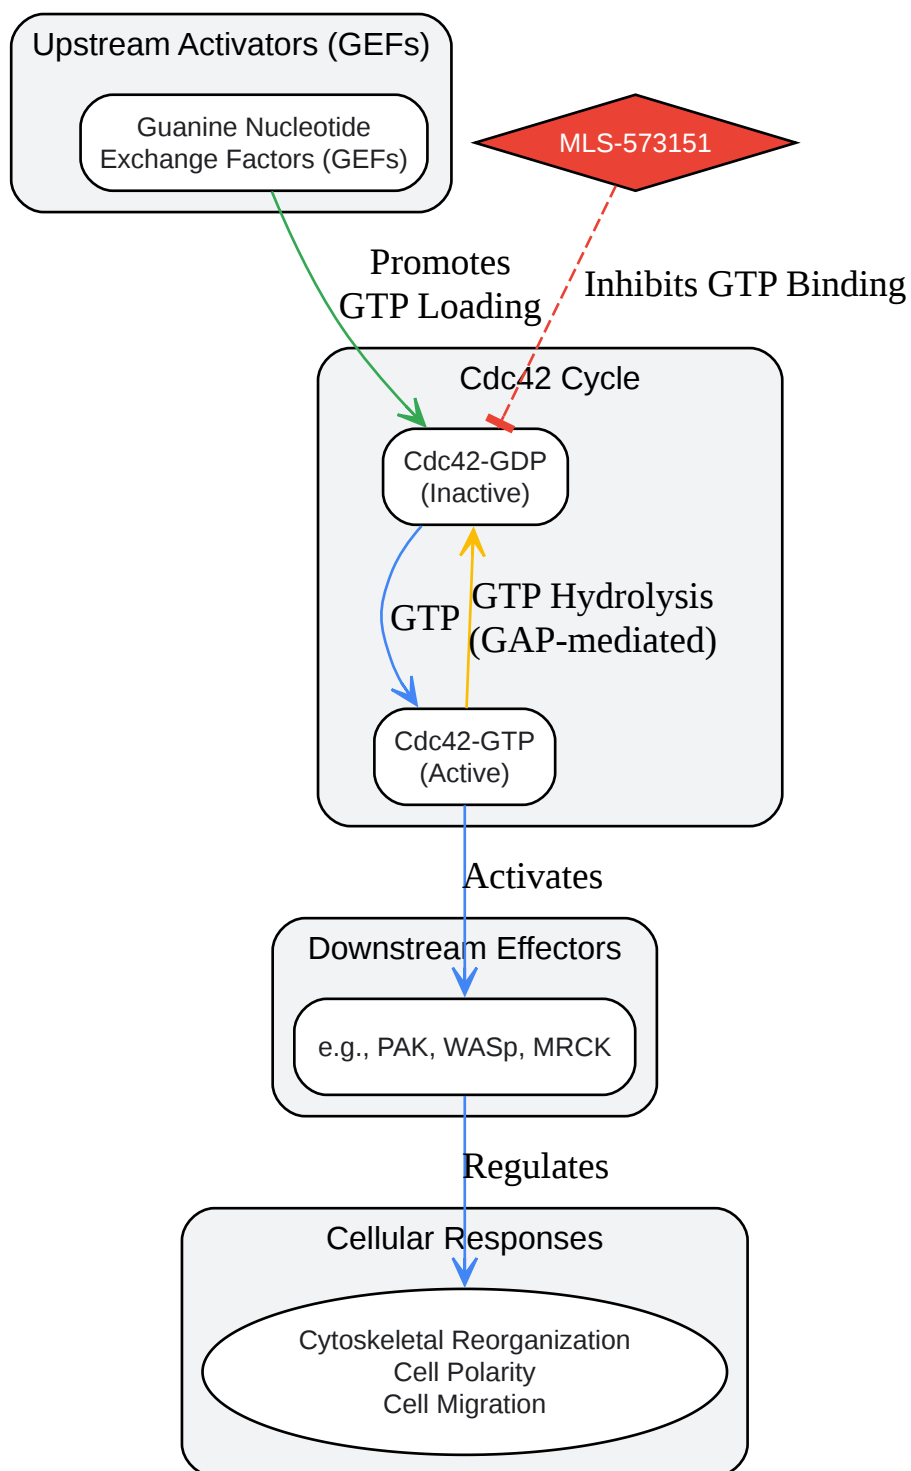 Upstream Activators (GEFs)
Guanine Nucleotide
Exchange Factors (GEFs)
MLS-573151
Promotes
GTP Loading
Inhibits GTP Binding
Cdc42 Cycle
Cdc42-GDP
(Inactive)
GTP
GTP Hydrolysis
(GAP-mediated)
Cdc42-GTP
(Active)
Activates
Downstream Effectors
e.g., PAK, WASp, MRCK
Regulates
Cellular Responses
Cytoskeletal Reorganization
Cell Polarity
Cell Migration